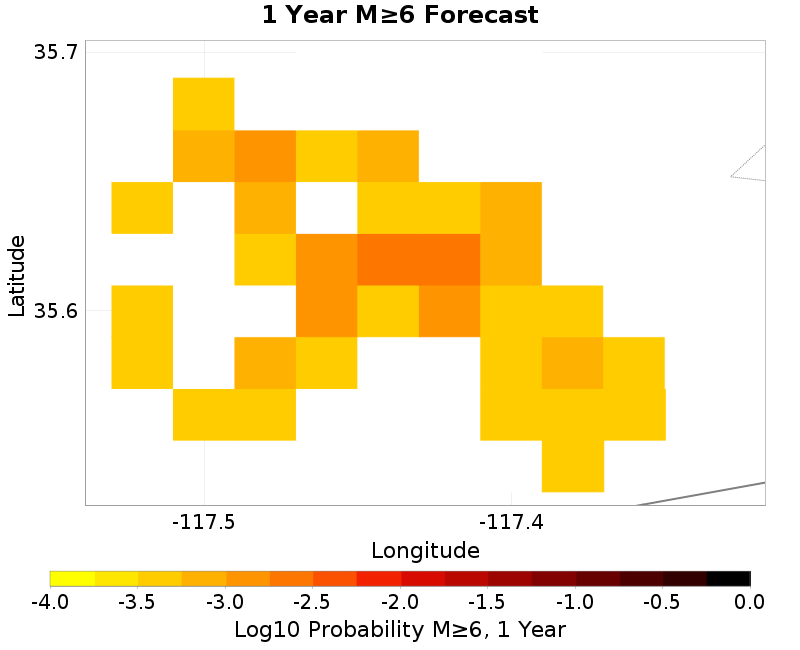 1 Year M≥6 Forecast
35.7
35.6
Latitude
-117.5 -117.4
Longitude
-4.0 -3.5 -3.0 -2.5 -2.0 -1.5 -1.0 -0.5 0.0
Log10 Probability M≥6, 1 Year